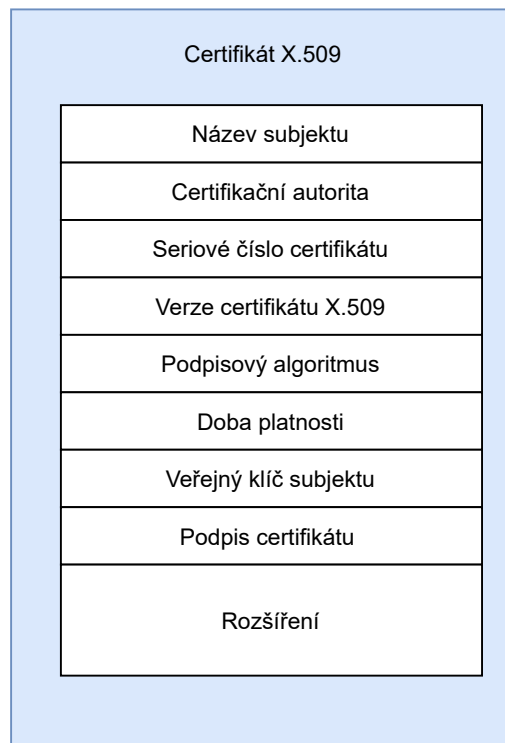 Certifikát X.509
Název subjektu
Certifikační autorita
Seriové číslo certifikátu
Verze certifikátu X.509
Podpisový algoritmus
Doba platnosti
Veřejný klíč subjektu
Podpis certifikátu
Rozšíření